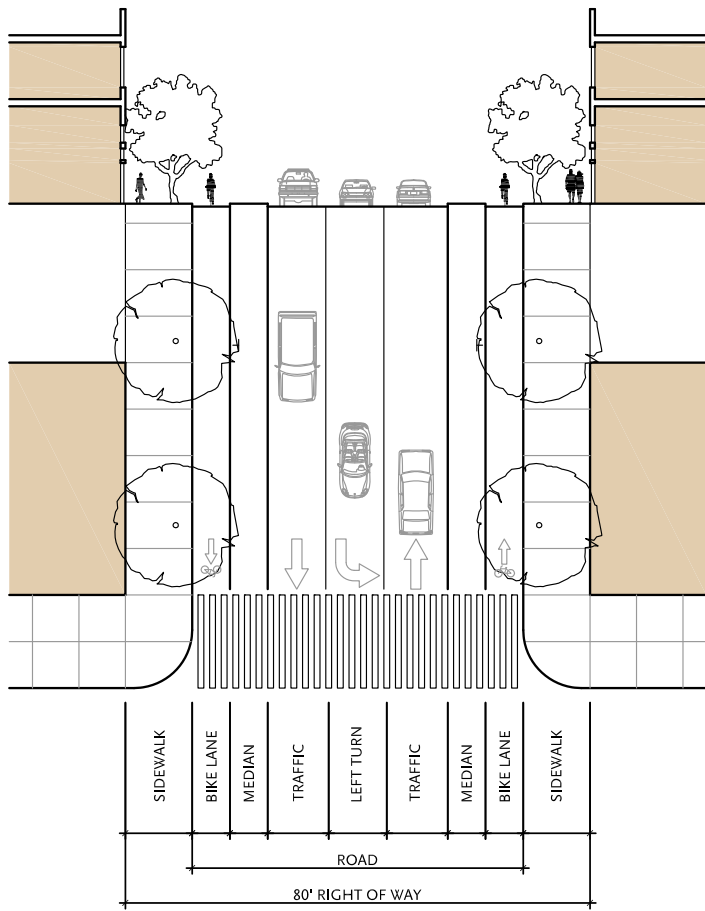 SIDEWALK
BIKE LANE
MEDIAN
TRAFFIC
LEFT TURN
TRAFFIC
MEDIAN
BIKE LANE
SIDEWALK
ROAD
80' RIGHT OF WAY